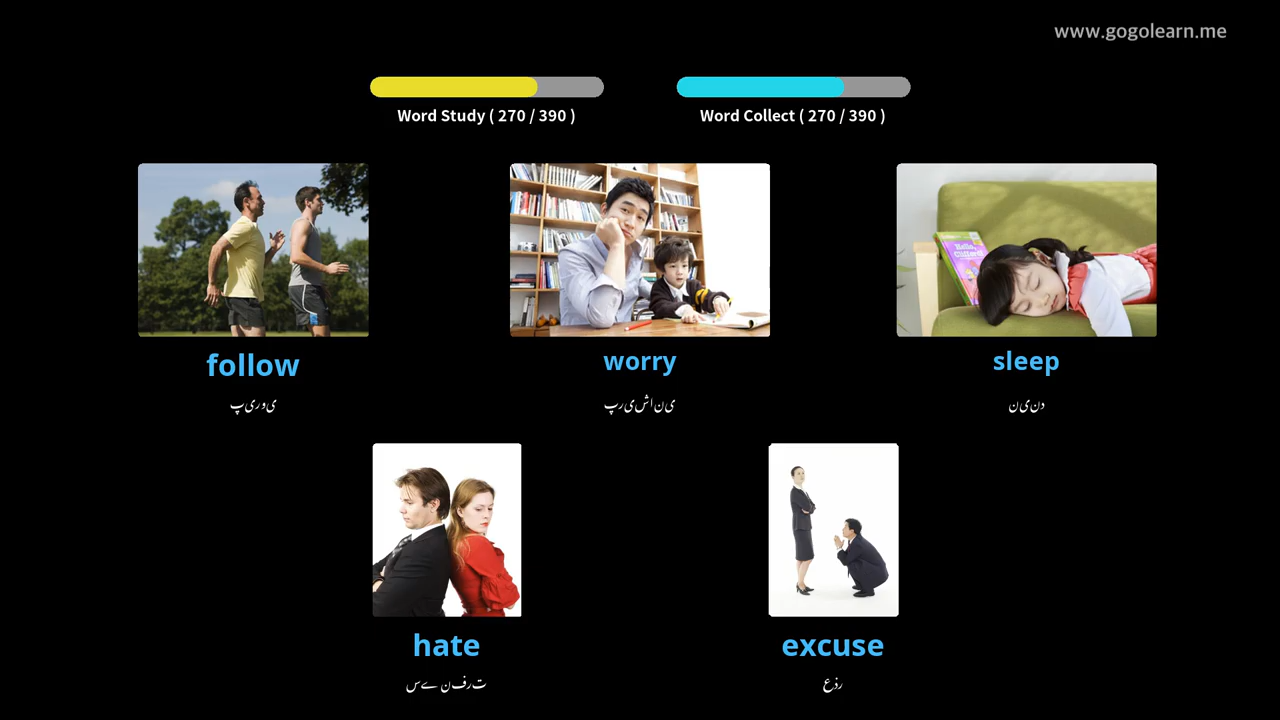 www.gogolearn.me
Word Study ( 270 / 390 )
Word Collect ( 270 / 390 )
follow
پیروی
worry
پریشانی
sleep
نیند
hate
سے نفرت
excuse
عذر